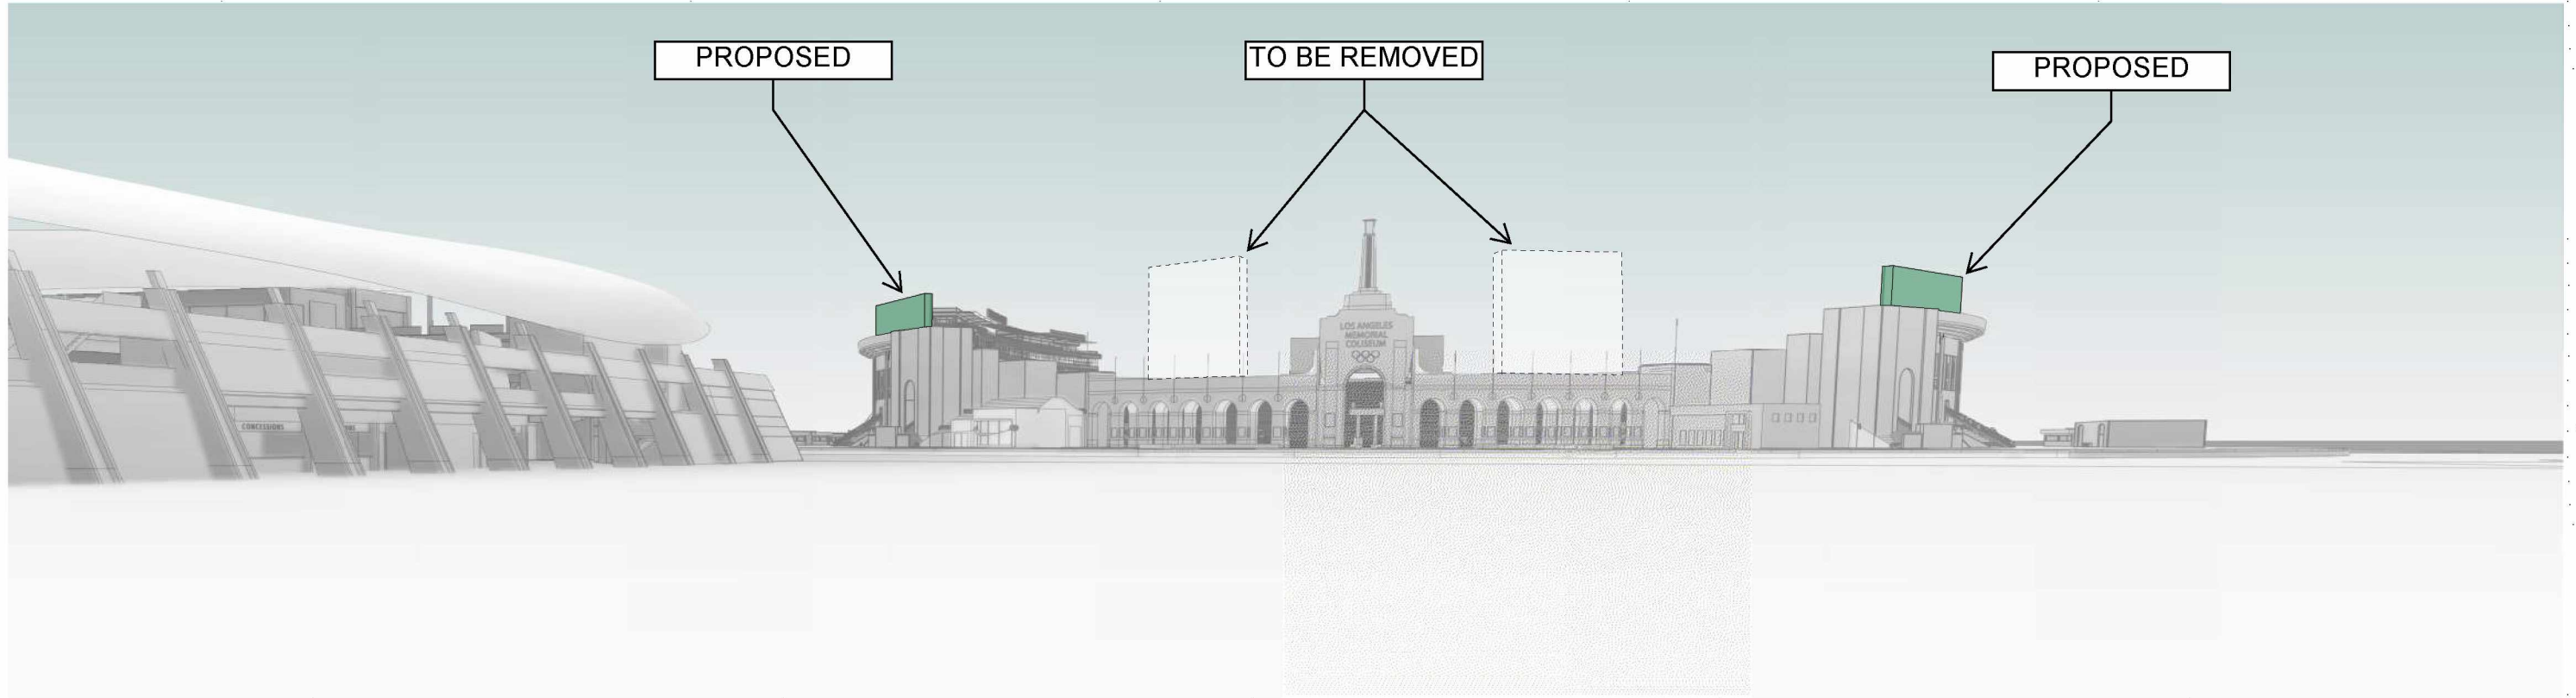 PROPOSED
TO BE REMOVED
PROPOSED
LOS ANGELES
MEMORIAL
COLISEUM
CONCESSIONS